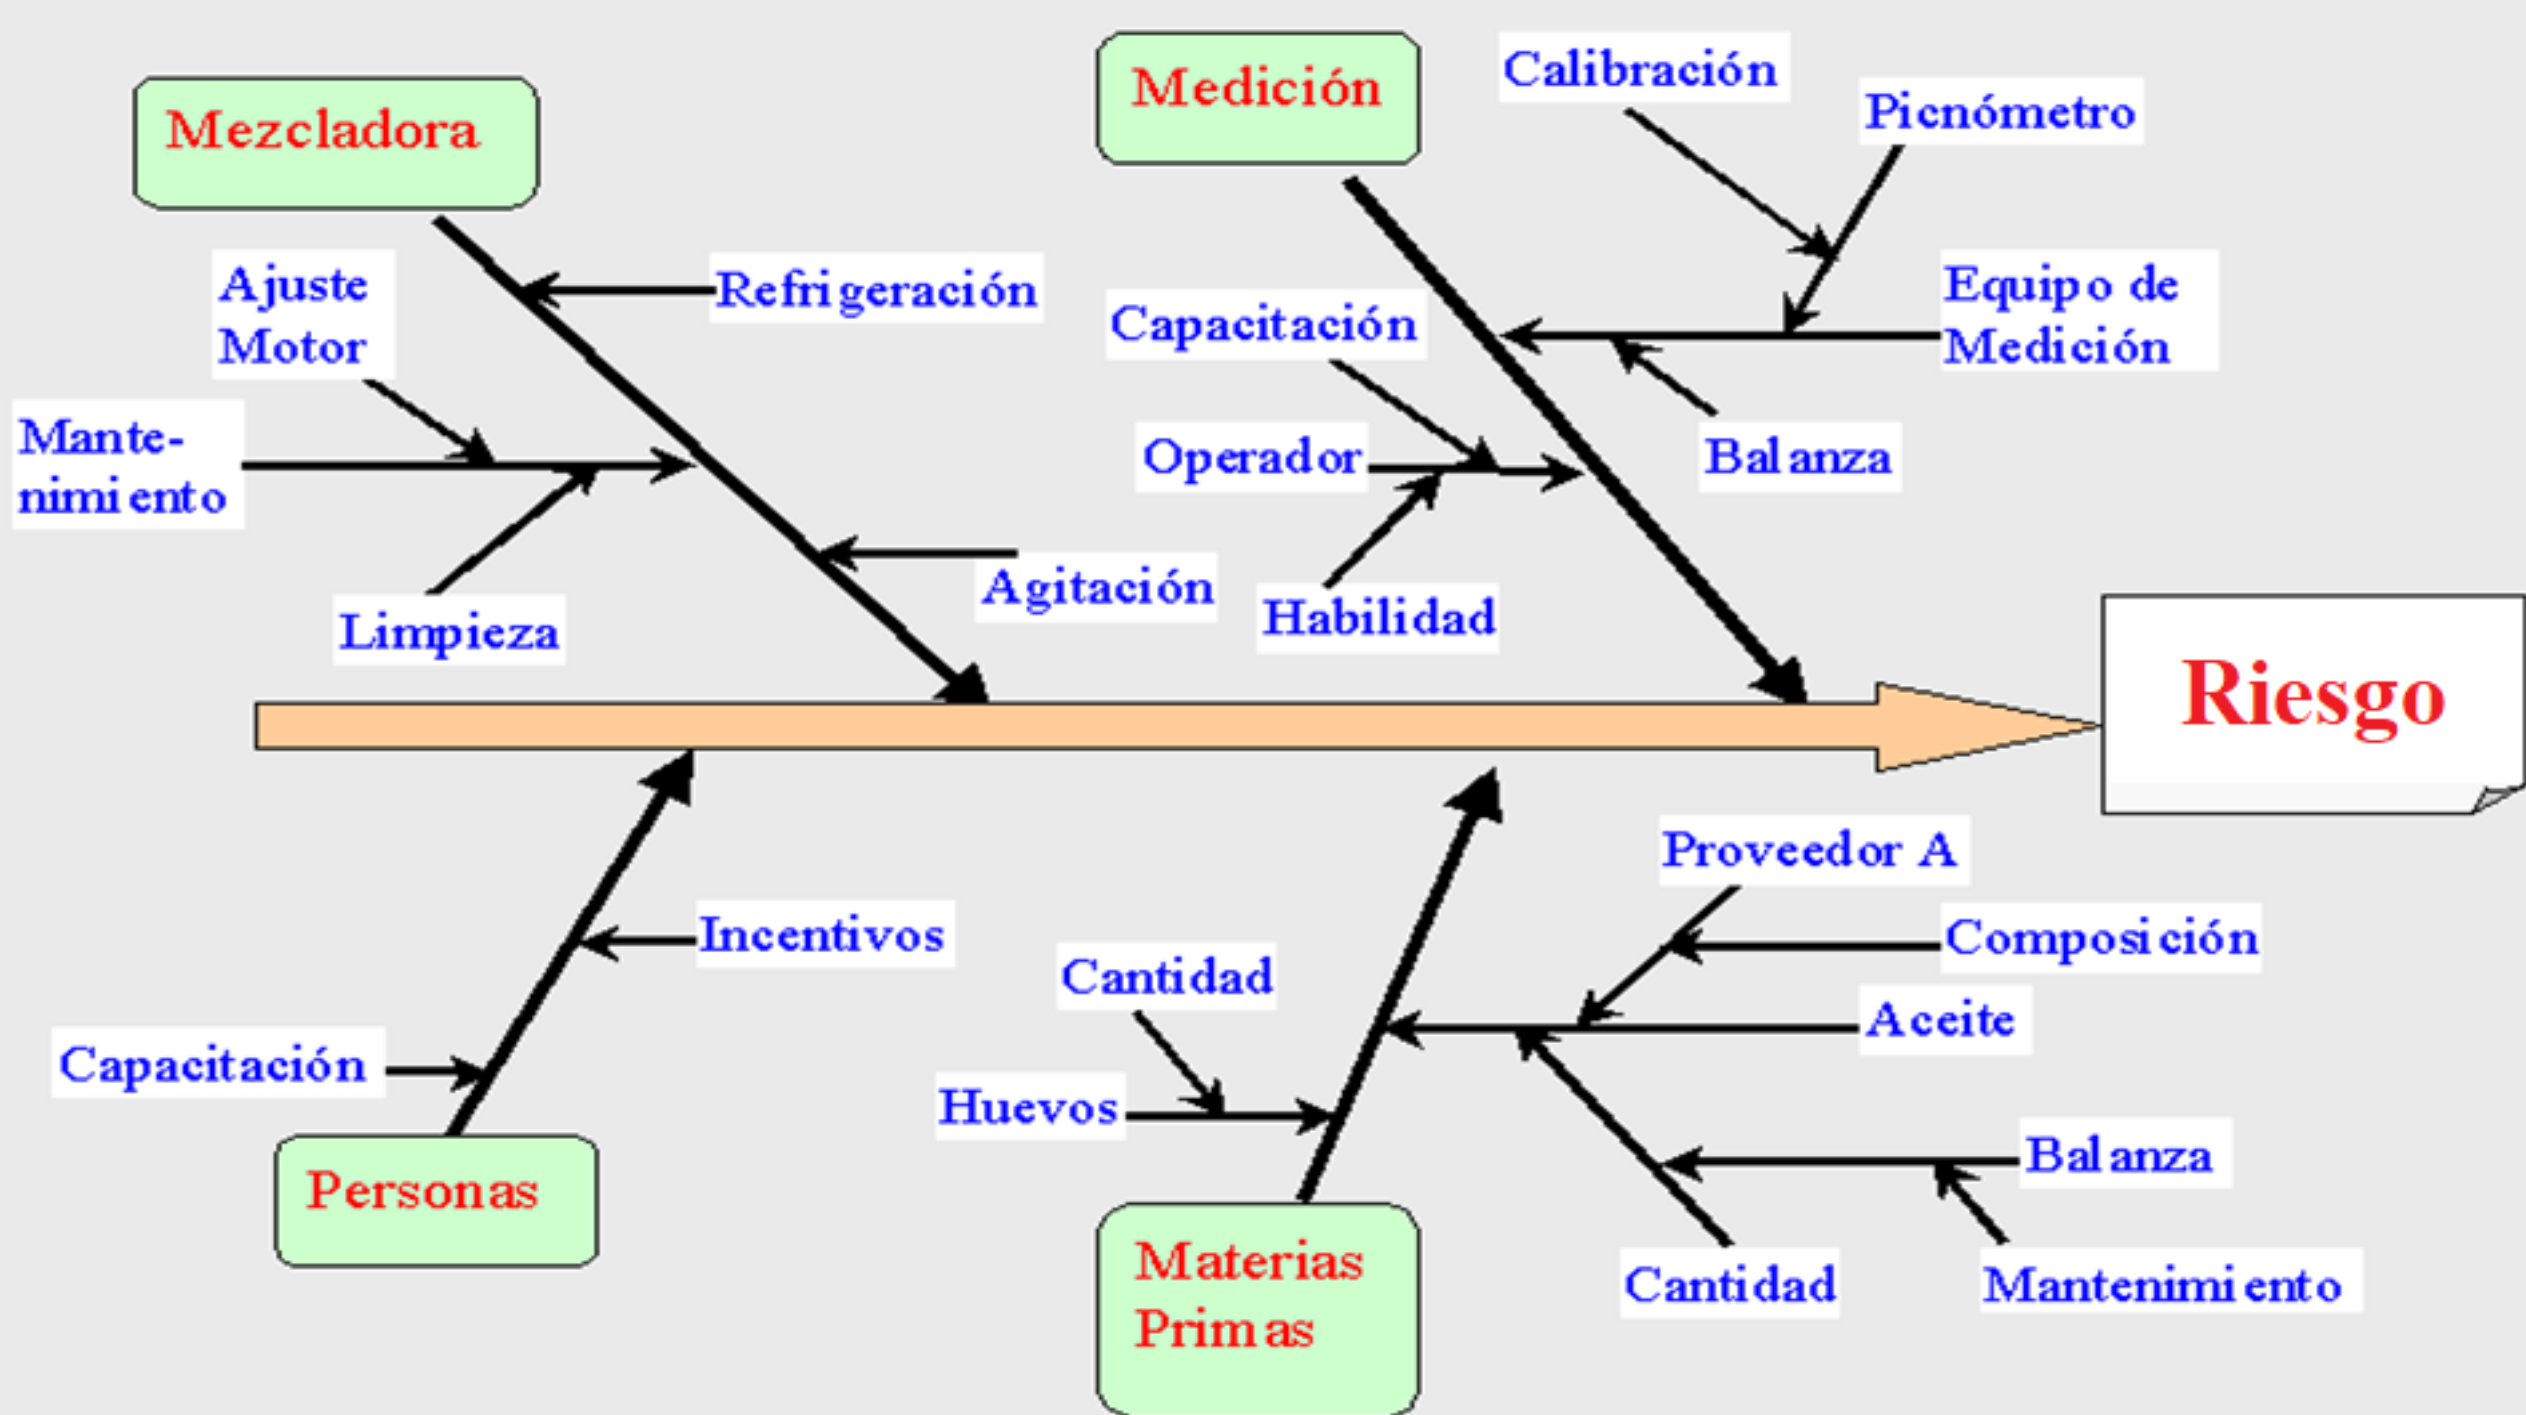 Mezcladora
Medición
Calibración
Picnómetro
Ajuste
Motor
Refrigeración
Capacitación
Equipo de
Medición
Mante-
nimiento
Operador
Balanza
Agitación
Limpieza
Habilidad
Riesgo
Proveedor A
Incentivos
Composición
Cantidad
Aceite
Capacitación
Huevos
Balanza
Personas
Materias
Primas
Cantidad
Mantenimiento